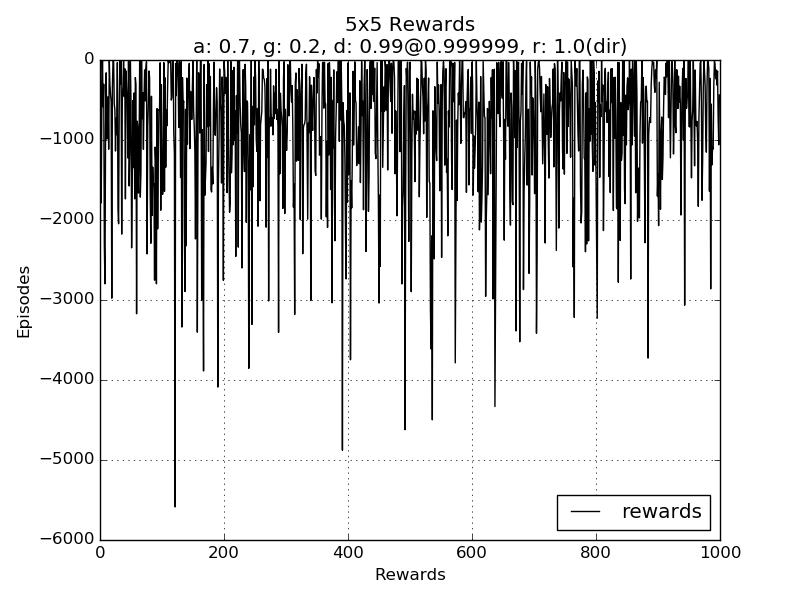 5x5 Rewards
a: 0.7, g: 0.2, d: 0.99@0.999999, r: 1.0(dir)
0
−1000
−2000
−3000
−4000
−5000
−6000
Episodes
rewards
0 200 400 600 800 1000
Rewards